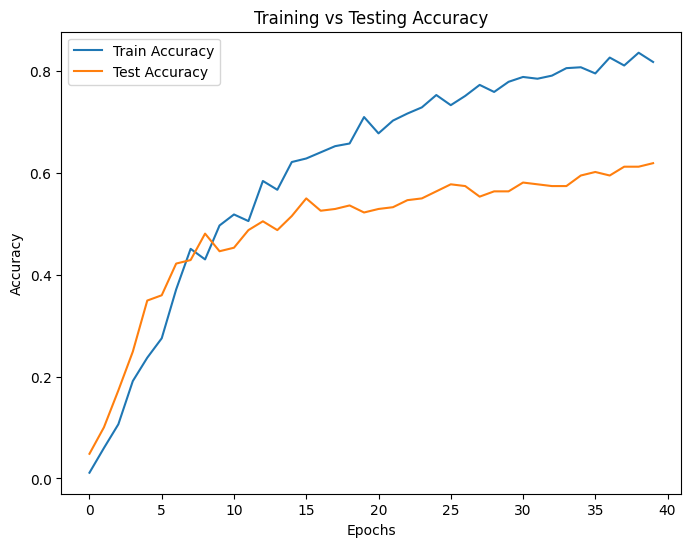 Training vs Testing Accuracy
Train Accuracy
Test Accuracy
0.8
0.6
0.4
0.2
0.0
Accuracy
0 5 10 15 20 25 30 35 40
Epochs